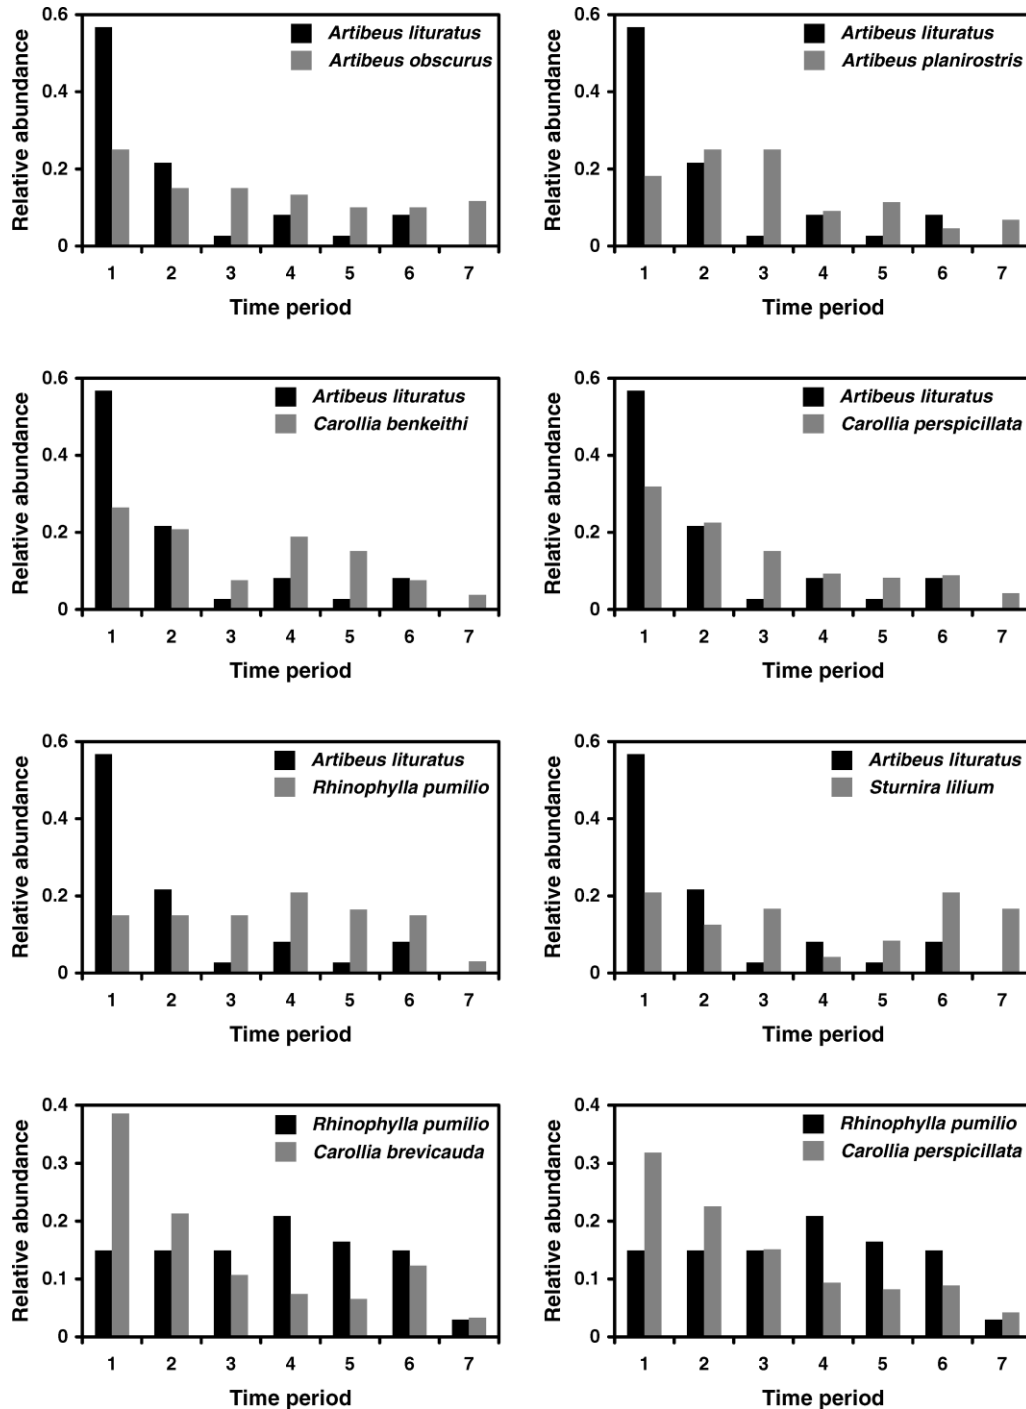 0.6
0.4
0.2
0
Relative abundance
Artibeus lituratus
Artibeus obscurus
1 2 3 4 5 6 7
Time period
0.6
0.4
0.2
0
Relative abundance
Artibeus lituratus
Artibeus planirostris
1 2 3 4 5 6 7
Time period
0.6
0.4
0.2
0
Relative abundance
Artibeus lituratus
Carollia benkeithi
1 2 3 4 5 6 7
Time period
0.6
0.4
0.2
0
Relative abundance
Artibeus lituratus
Carollia perspicillata
1 2 3 4 5 6 7
Time period
0.6
0.4
0.2
0
Relative abundance
Artibeus lituratus
Rhinophylla pumilio
1 2 3 4 5 6 7
Time period
0.6
0.4
0.2
0
Relative abundance
Artibeus lituratus
Sturnira lilium
1 2 3 4 5 6 7
Time period
0.4
0.3
0.2
0.1
0
Relative abundance
Rhinophylla pumilio
Carollia brevicauda
1 2 3 4 5 6 7
Time period
0.4
0.3
0.2
0.1
0
Relative abundance
Rhinophylla pumilio
Carollia perspicillata
1 2 3 4 5 6 7
Time period